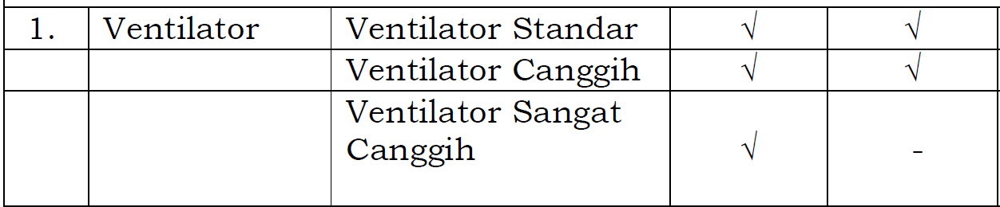 1. Ventilator Ventilator Standar √ √
Ventilator Canggih √ √
Ventilator Sangat
Canggih √ -